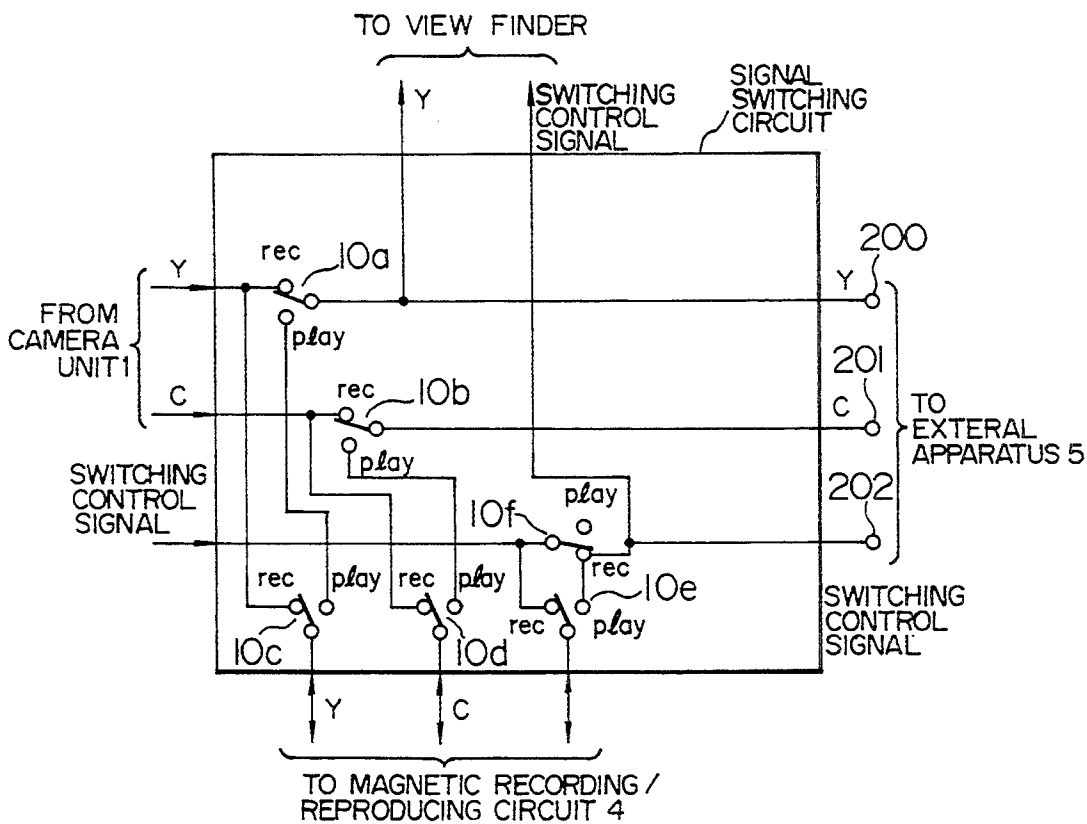 TO VIEW FINDER
Y
SWITCHING
CONTROL
SIGNAL
SIGNAL
SWITCHING
CIRCUIT
Y
rec
10a
play
Y
200
FROM
CAMERA
UNIT1
C
rec
10b
play
C
201
TO
EXTERAL
APPARATUS 5
SWITCHING
CONTROL
SIGNAL
10f
play
rec
202
rec
play
10c
rec
play
10d
rec
play
10e
SWITCHING
CONTROL
SIGNAL
Y
C
TO MAGNETIC RECORDING /
REPRODUCING CIRCUIT 4